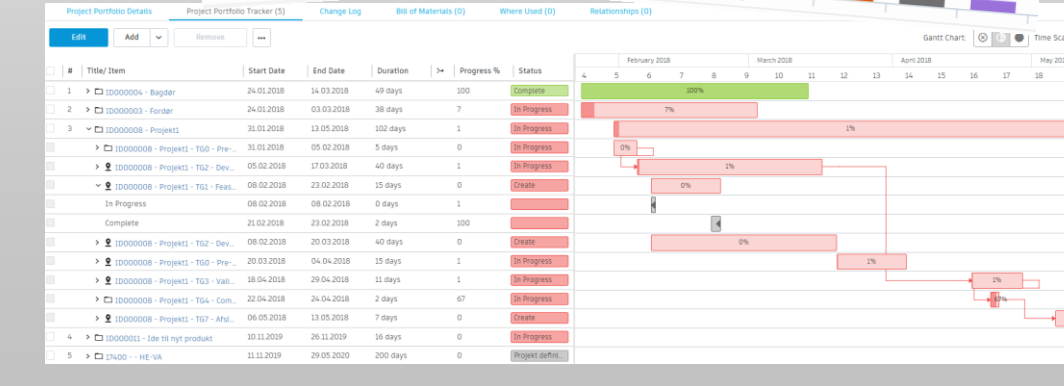 Project Portfolio Details Project Portfolio Tracker (5) Change Log Bill of Materials (0) Where Used (0) Relationships (0)
Edit Add Remove ... Gantt Chart: Time Sca
# Title/ Item Start Date End Date Duration Progress % Status
February 2018 March 2018 April 2018 May 201
4 5 6 7 8 9 10 11 12 13 14 15 16 17 18
1 ID000004 - Bagdør 24.01.2018 14.03.2018 49 days 100 Complete 100%
2 ID000003 - Fordør 24.01.2018 03.03.2018 38 days 7 In Progress 7%
3 ID000008 - Projekt1 31.01.2018 13.05.2018 102 days 1 In Progress 1%
ID000008 - Projekt1 - TG0 - Pre-... 31.01.2018 05.02.2018 5 days 0 In Progress 0%
ID000008 - Projekt1 - TG2 - Dev... 05.02.2018 17.03.2018 40 days 1 In Progress 1%
ID000008 - Projekt1 - TG1 - Feas... 08.02.2018 23.02.2018 15 days 0 Create 0%
In Progress 08.02.2018 08.02.2018 0 days 1
Complete 21.02.2018 23.02.2018 2 days 100
ID000008 - Projekt1 - TG2 - Dev... 08.02.2018 20.03.2018 40 days 0 Create 0%
ID000008 - Projekt1 - TG0 - Pre-... 20.03.2018 04.04.2018 15 days 1 In Progress 1%
ID000008 - Projekt1 - TG3 - Vali... 18.04.2018 29.04.2018 11 days 1 In Progress 1%
ID000008 - Projekt1 - TG4 - Com... 22.04.2018 24.04.2018 2 days 67 In Progress 67%
ID000008 - Projekt1 - TG7 - Afsl... 06.05.2018 13.05.2018 7 days 0 Create
4 ID000011 - Ide til nyt produkt 10.11.2019 26.11.2019 16 days 0 In Progress
5 17400 - - HE-VA 11.11.2019 29.05.2020 200 days 0 Projekt defini...